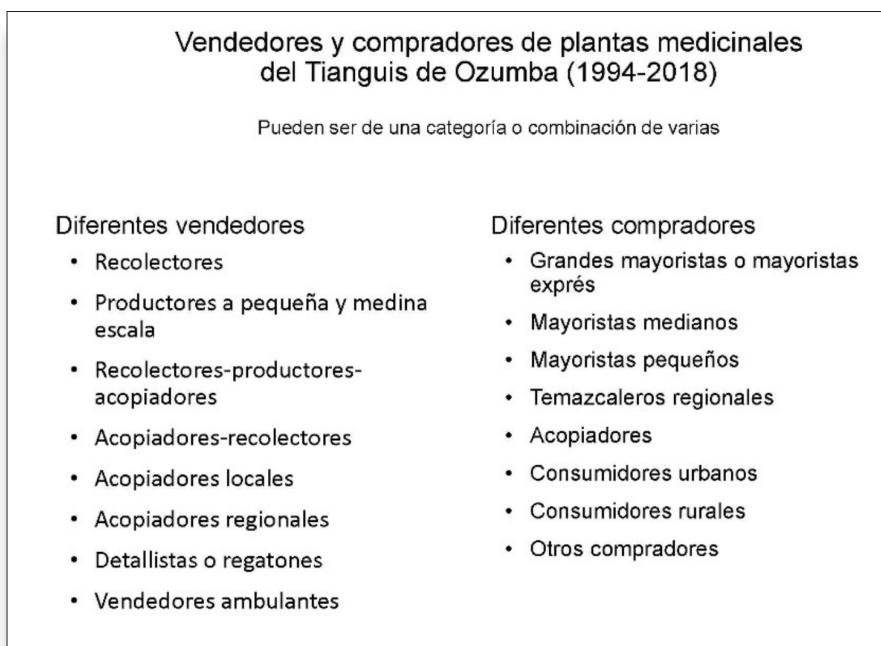 Vendedores y compradores de plantas medicinales
del Tianguis de Ozumba (1994-2018)
Pueden ser de una categoría o combinación de varias
Diferentes vendedores
• Recolectores
• Productores a pequeña y medina
escala
• Recolectores-productores-
acopiadores
• Acopiadores-recolectores
• Acopiadores locales
• Acopiadores regionales
• Detallistas o regatones
• Vendedores ambulantes
Diferentes compradores
• Grandes mayoristas o mayoristas
exprés
• Mayoristas medianos
• Mayoristas pequeños
• Temazcaleros regionales
• Acopiadores
• Consumidores urbanos
• Consumidores rurales
• Otros compradores